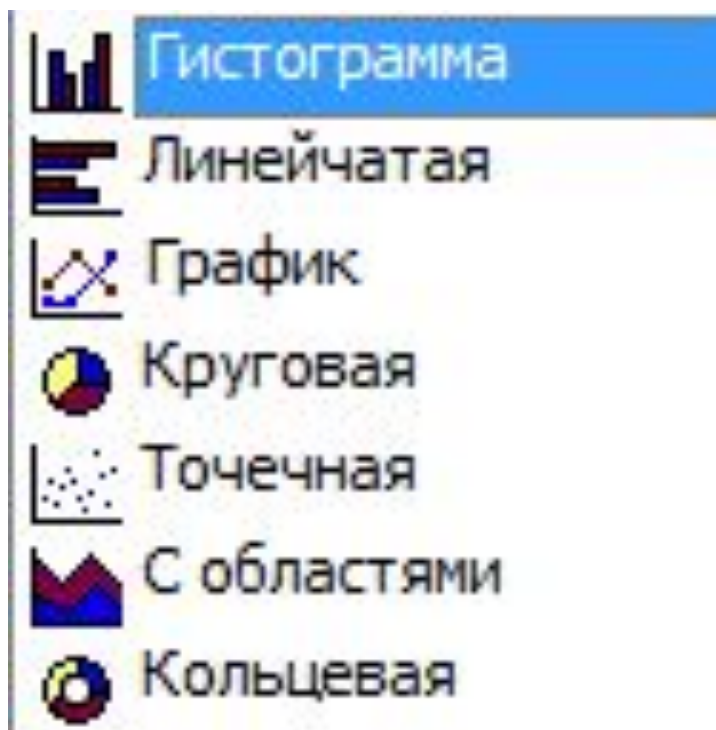 Гистограмма
Линейчатая
График
Круговая
Точечная
С областями
Кольцевая